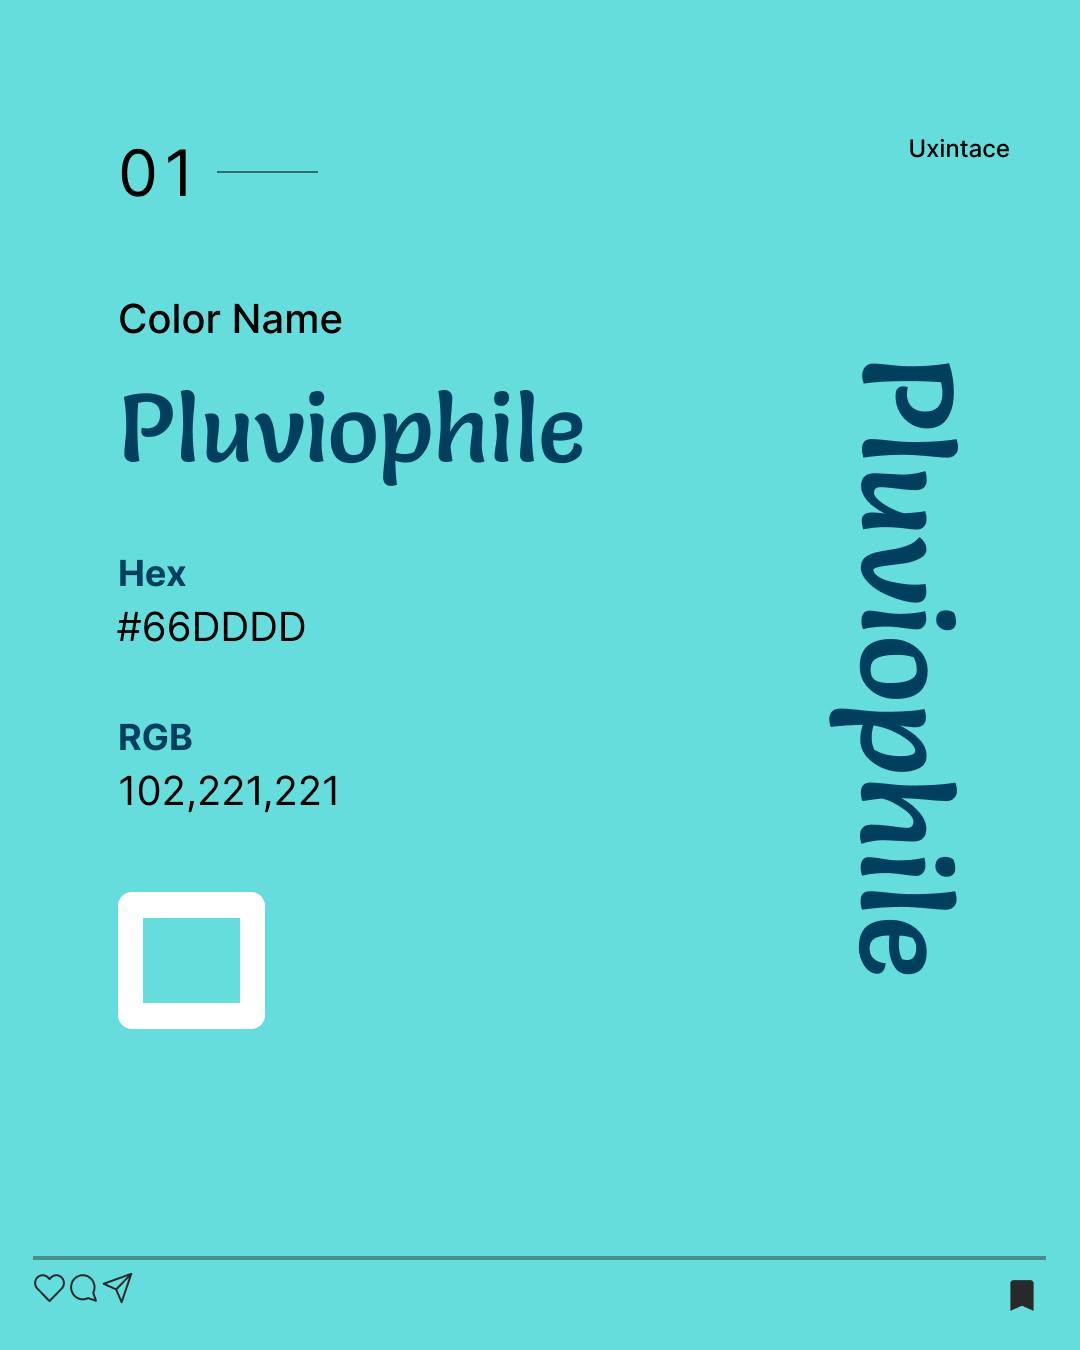 01
Uxintace
Color Name
Pluviophile
Hex
#66DDDD
RGB
102,221,221
Pluviophile